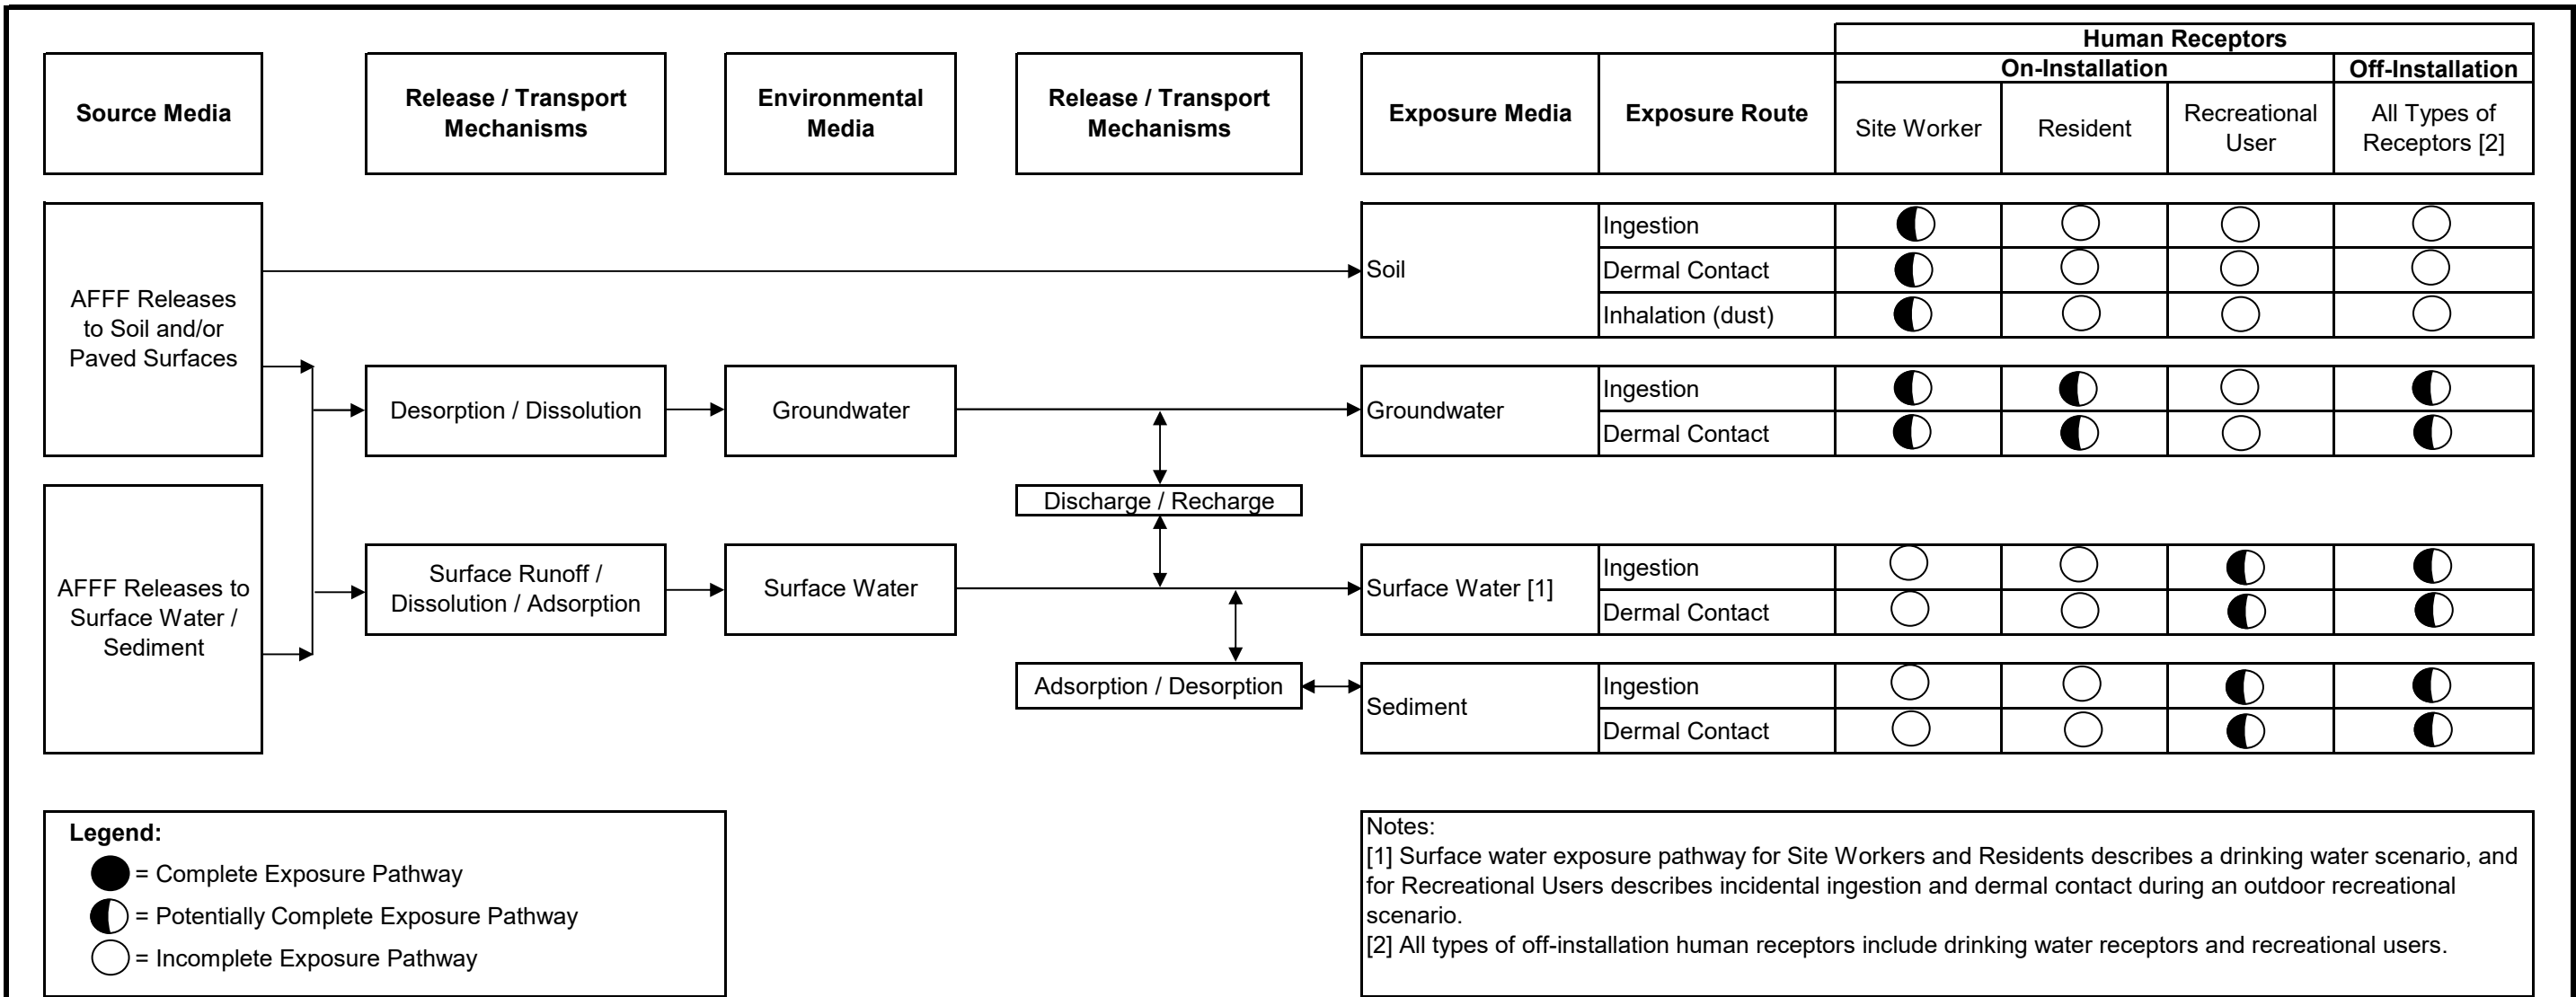 Human Receptors
On-Installation
Off-Installation
Source Media
Release / Transport
Mechanisms
Environmental
Media
Release / Transport
Mechanisms
Exposure Media
Exposure Route
Site Worker
Resident
Recreational
User
All Types of
Receptors [2]
AFFF Releases
to Soil and/or
Paved Surfaces
Soil
Ingestion
Dermal Contact
Inhalation (dust)
Desorption / Dissolution
Groundwater
Groundwater
Ingestion
Dermal Contact
Discharge / Recharge
AFFF Releases to
Surface Water /
Sediment
Surface Runoff /
Dissolution / Adsorption
Surface Water
Surface Water [1]
Ingestion
Dermal Contact
Adsorption / Desorption
Sediment
Ingestion
Dermal Contact
Legend:
= Complete Exposure Pathway
= Potentially Complete Exposure Pathway
= Incomplete Exposure Pathway
Notes:
[1] Surface water exposure pathway for Site Workers and Residents describes a drinking water scenario, and
for Recreational Users describes incidental ingestion and dermal contact during an outdoor recreational
scenario.
[2] All types of off-installation human receptors include drinking water receptors and recreational users.